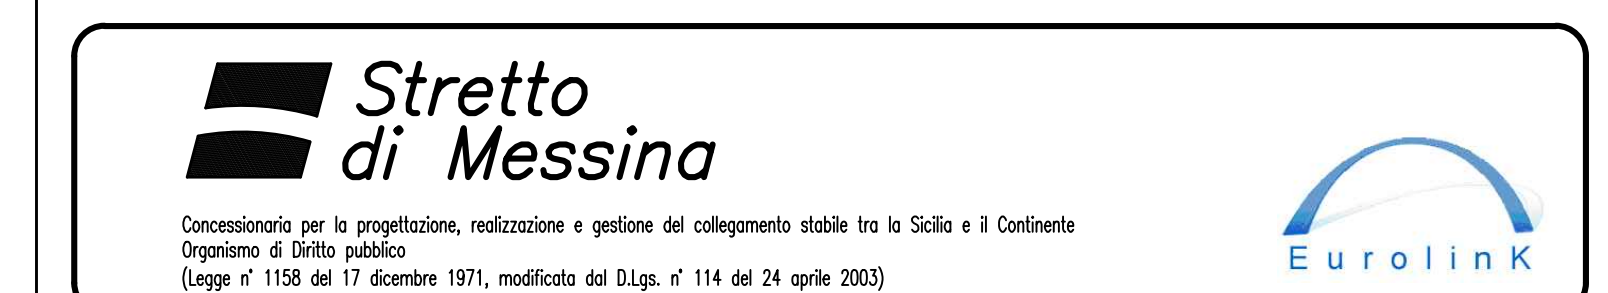 Stretto
di Messina
Concessionaria per la progettazione, realizzazione e gestione del collegamento stabile tra la Sicilia e il Continente
Organismo di Diritto pubblico
(Legge n° 1158 del 17 dicembre 1971, modificata dal D.Lgs. n° 114 del 24 aprile 2003)
EurolinK